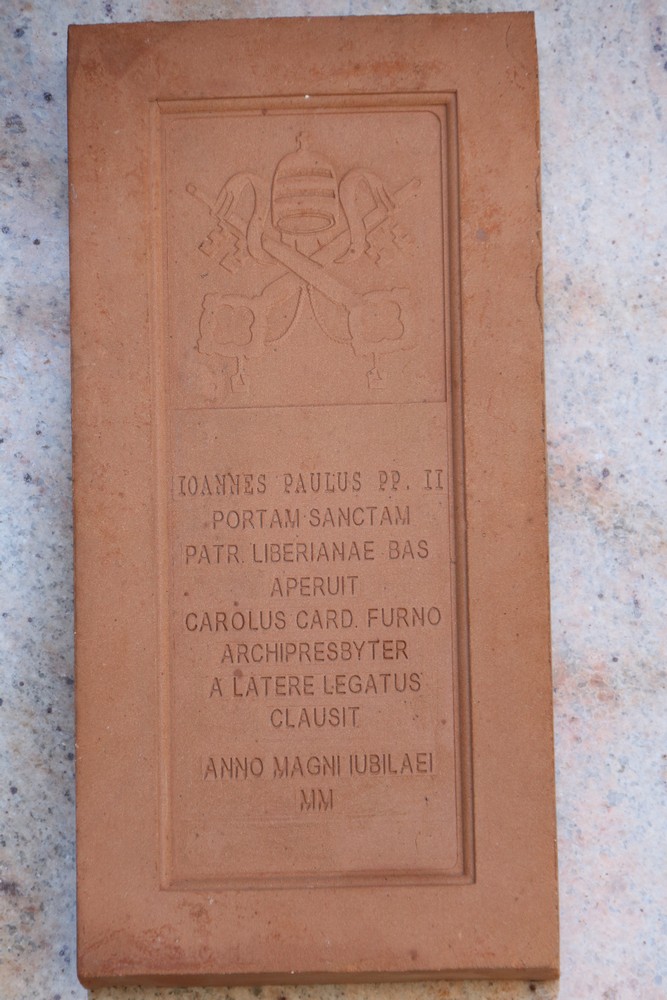 IOANNES PAULUS PP. II
PORTAM SANCTAM
PATR. LIBERIANAE BAS
APERUIT
CAROLUS CARD. FURNO
ARCHIPRESBYTER
A LATERE LEGATUS
CLAUSIT
ANNO MAGNI IUBILAEI
MM